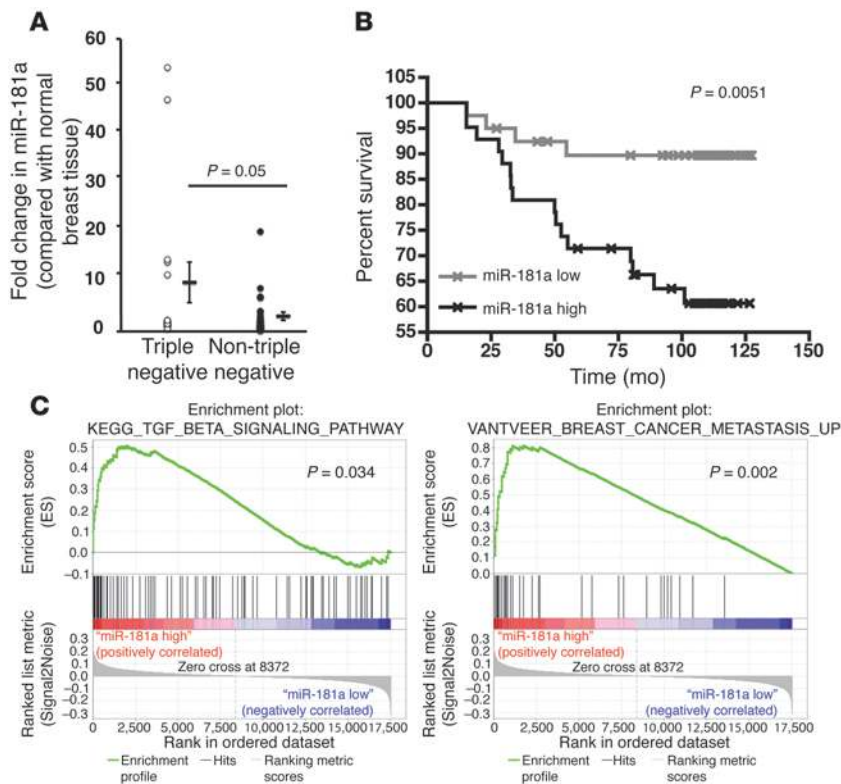 A
Fold change in miR-181a
(compared with normal
breast tissue)
60
50
40
30
20
10
0
P = 0.05
Triple
negative
Non-triple
negative
B
Percent survival
105
100
95
90
85
80
75
70
65
60
55
P = 0.0051
miR-181a low
miR-181a high
0 25 50 75 100 125 150
Time (mo)
C
Enrichment plot:
KEGG_TGF_BETA_SIGNALING_PATHWAY
Enrichment score
(ES)
0.5
0.4
0.3
0.2
0.1
0.0
−0.1
P = 0.034
Ranked list metric
(Signal2Noise)
0.3
0.2
0.1
0.0
−0.1
−0.2
−0.3
“miR-181a high”
(positively correlated)
Zero cross at 8372
“miR-181a low”
(negatively correlated)
0 2,500 5,000 7,500 10,000 12,500 15,000 17,500
Rank in ordered dataset
Enrichment profile
Hits
Ranking metric scores
Enrichment plot:
VANTVEER_BREAST_CANCER_METASTASIS_UP
Enrichment score
(ES)
0.8
0.7
0.6
0.5
0.4
0.3
0.2
0.1
0.0
P = 0.002
Ranked list metric
(Signal2Noise)
0.3
0.2
0.1
0.0
−0.1
−0.2
−0.3
“miR-181a high”
(positively correlated)
Zero cross at 8372
“miR-181a low”
(negatively correlated)
0 2,500 5,000 7,500 10,000 12,500 15,000 17,500
Rank in ordered dataset
Enrichment profile
Hits
Ranking metric scores